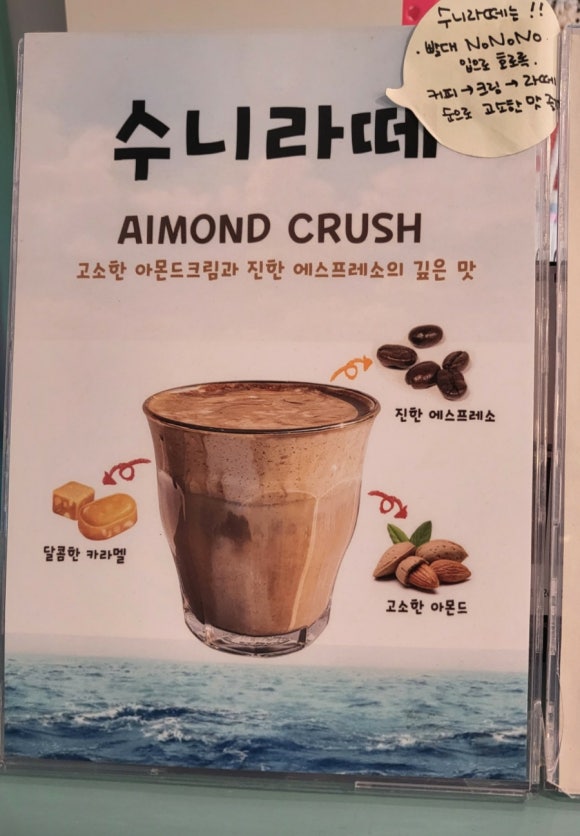 수니라떼는 !!
· 빨대 NoNoNo.
입으로 호로록.
커피 → 크림 → 라떼
순으로 고소한 맛
수니라떼
AlMOND CRUSH
고소한 아몬드크림과 진한 에스프레소의 깊은 맛
진한 에스프레소
달콤한 카라멜
고소한 아몬드